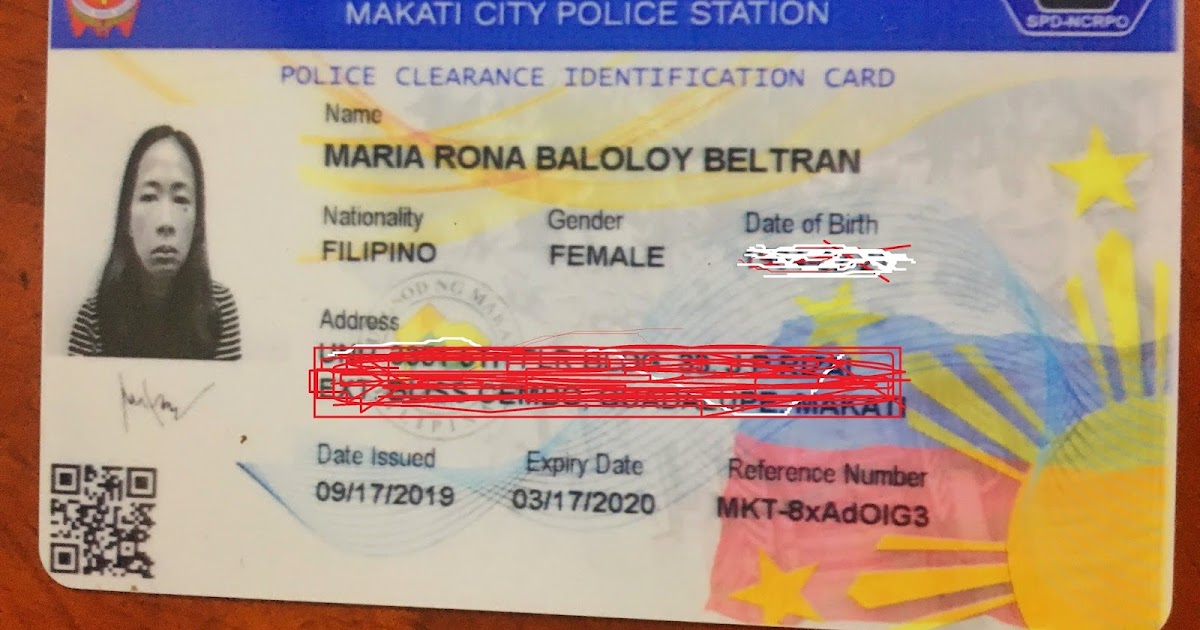 MAKATI CITY POLICE STATION
SPD-NCRPO
POLICE CLEARANCE IDENTIFICATION CARD
Name
MARIA RONA BALOLOY BELTRAN
Nationality Gender Date of Birth
FILIPINO FEMALE
Address
Date Issued Expiry Date Reference Number
09/17/2019 03/17/2020 MKT-8xAdOIG3